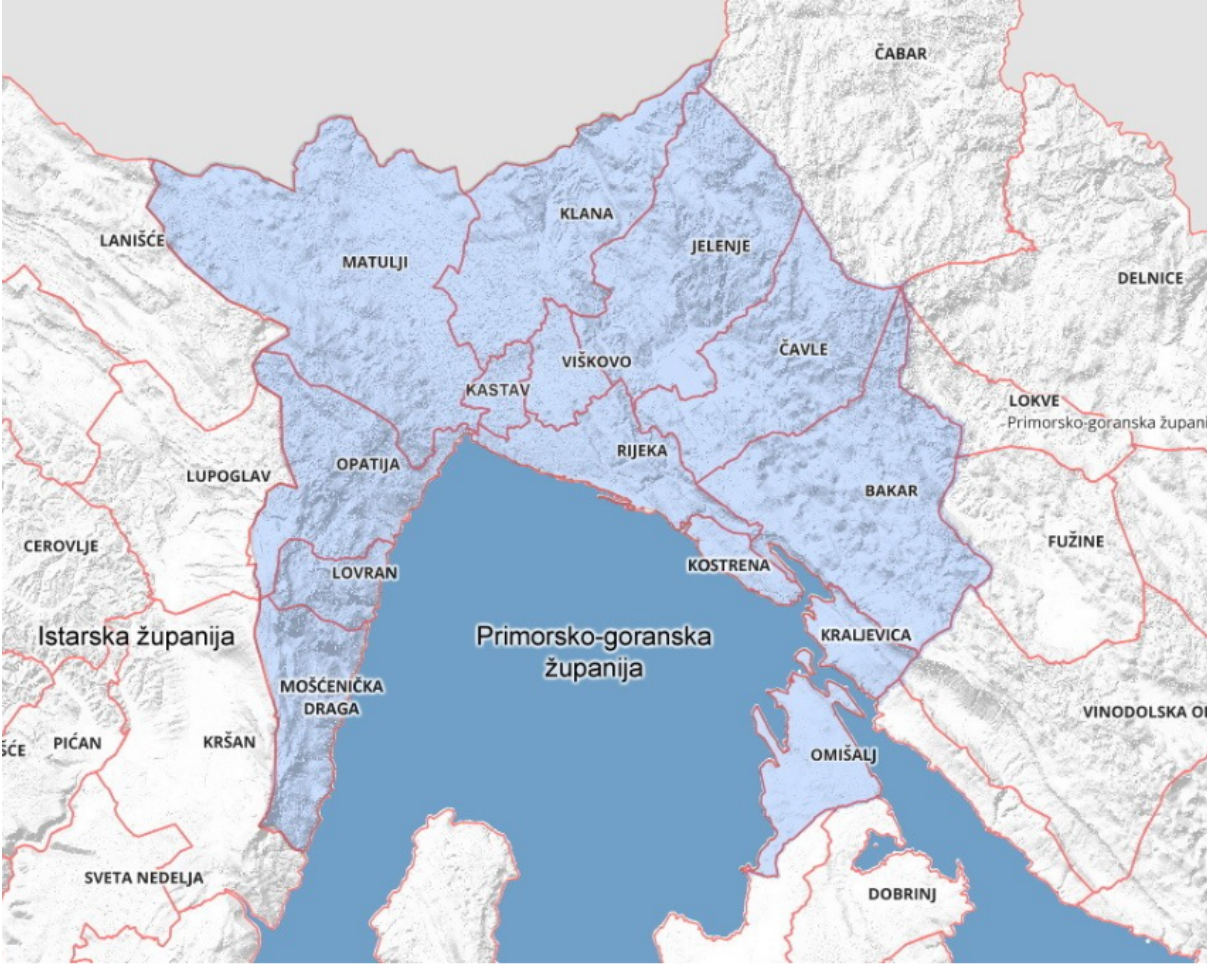 ČABAR
KLANA
LANIŠĆE
JELENJE
MATULJI
DELNICE
ČAVLE
VIŠKOVO
KASTAV
LOKVE
Primorsko-goranska župani
RIJEKA
OPATIJA
LUPOGLAV
BAKAR
FUŽINE
CEROVLJE
KOSTRENA
LOVRAN
Istarska županija
Primorsko-goranska
županija
KRALJEVICA
MOŠĆENIČKA
DRAGA
VINODOLSKA O
ŠĆE
PIĆAN
KRŠAN
OMIŠALJ
SVETA NEDELJA
DOBRINJ